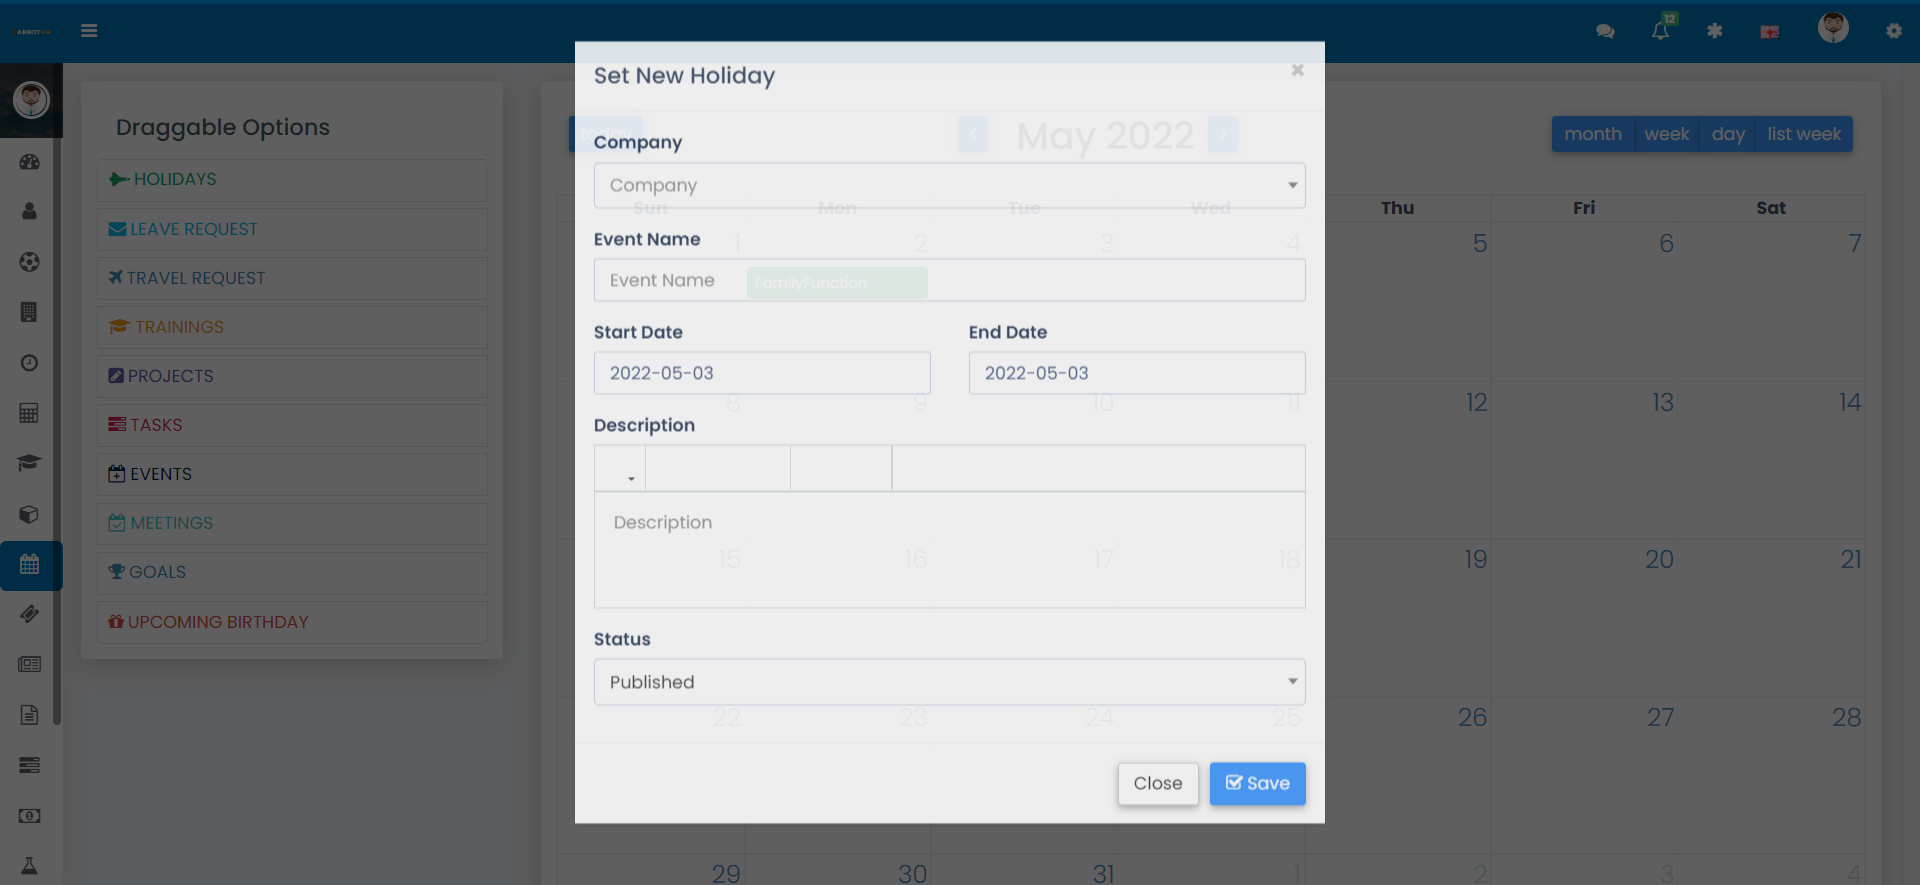 12
Set New Holiday
×
Draggable Options
HOLIDAYS
LEAVE REQUEST
TRAVEL REQUEST
TRAININGS
PROJECTS
TASKS
EVENTS
MEETINGS
GOALS
UPCOMING BIRTHDAY
today
May 2022
month week day list week
Company
Company
Sun Mon Tue Wed Thu Fri Sat
Event Name
1 2 3 4 5 6 7
Event Name
FamilyFunction
Start Date End Date
2022-05-03 2022-05-03
8 9 10 11 12 13 14
Description
Description
15 16 17 18 19 20 21
Status
Published
22 23 24 25 26 27 28
Close Save
29 30 31 1 2 3 4